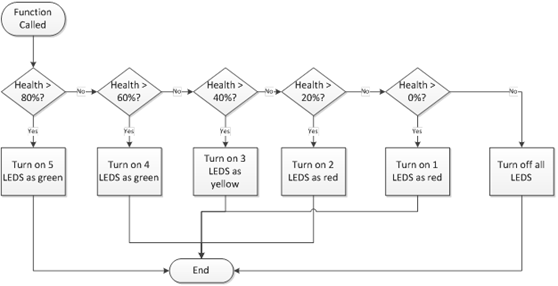 Function
Called
Health >
80%?
No
Health >
60%?
No
Health >
40%?
No
Health >
20%?
No
Health >
0%?
No
Yes
Yes
Yes
Yes
Yes
Turn on 5
LEDS as green
Turn on 4
LEDS as green
Turn on 3
LEDS as
yellow
Turn on 2
LEDS as red
Turn on 1
LEDS as red
Turn off all
LEDS
End